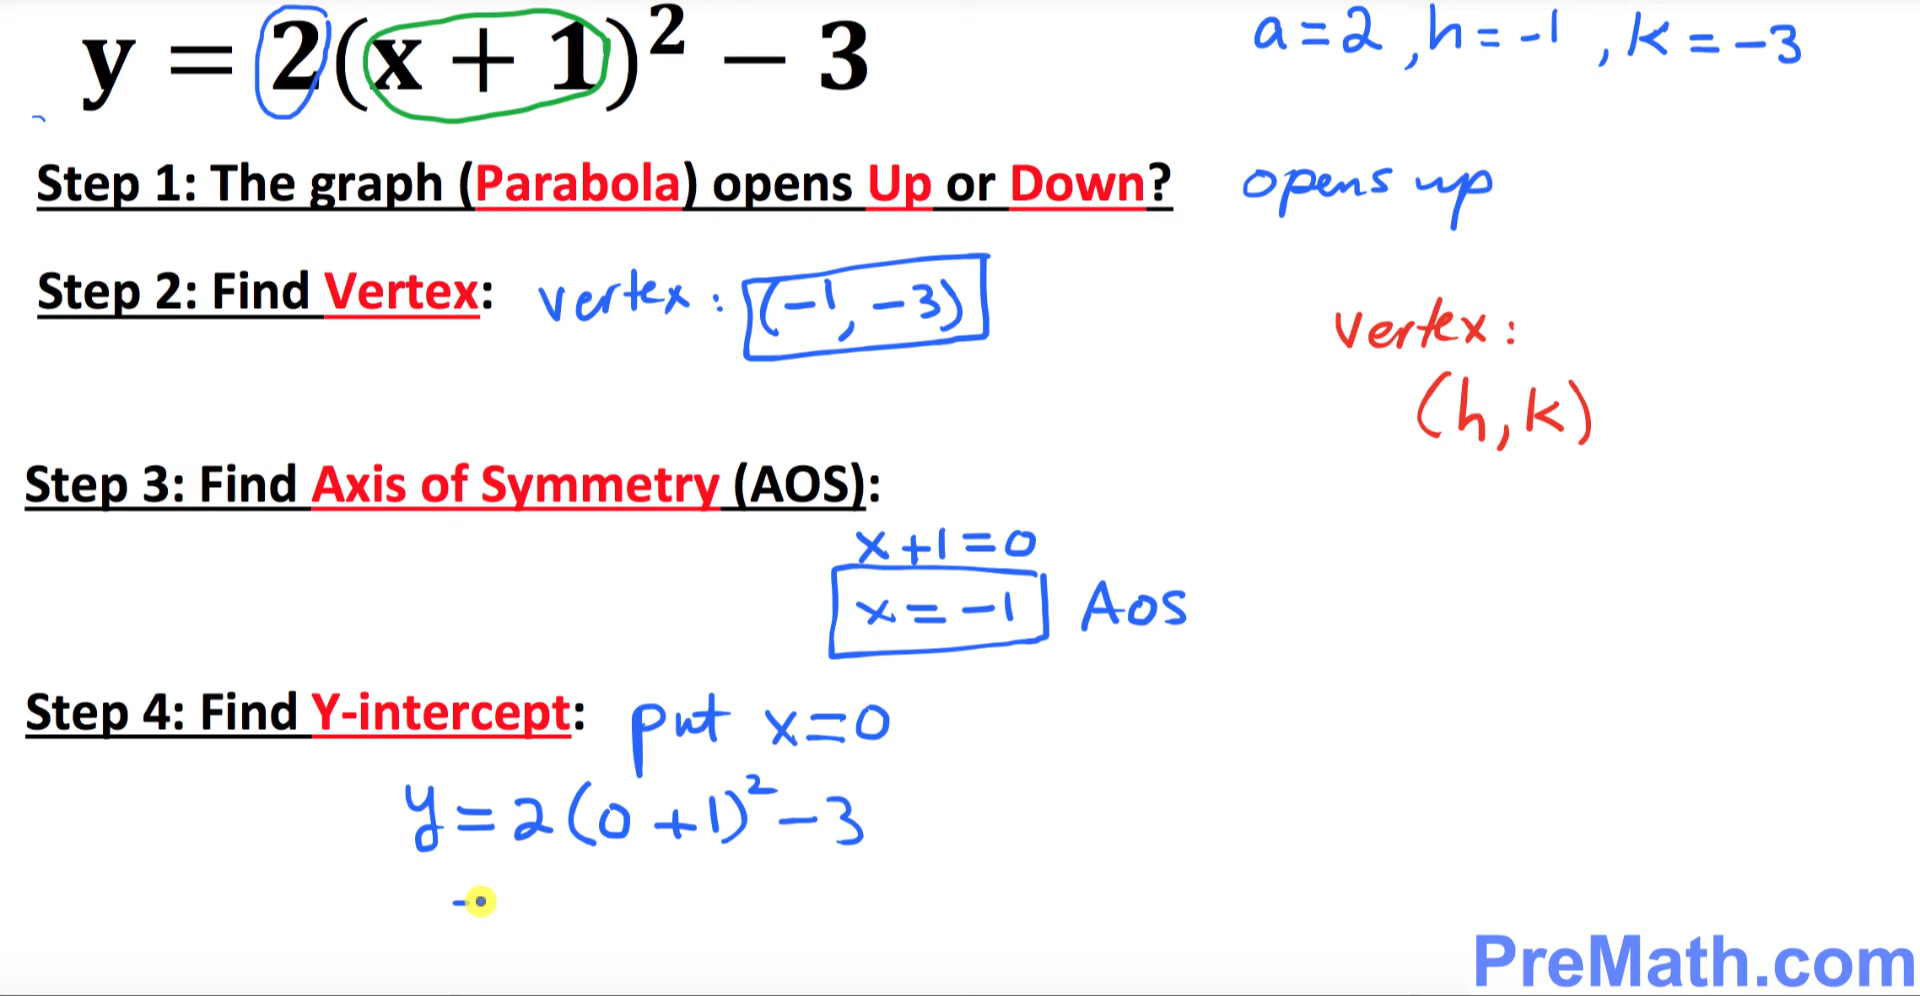 y = 2(x + 1)² − 3
a = 2 , h = -1 , k = -3
Step 1: The graph (Parabola) opens Up or Down? opens up
Step 2: Find Vertex: vertex : (-1, -3)
vertex :
(h, k)
Step 3: Find Axis of Symmetry (AOS):
x + 1 = 0
x = -1 AOS
Step 4: Find Y-intercept: put x = 0
y = 2(0 + 1)² - 3
PreMath.com